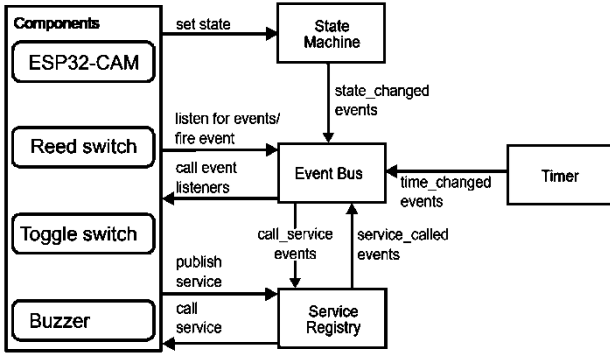 Components
ESP32-CAM
Reed switch
Toggle switch
Buzzer
set state
State
Machine
state_changed
events
listen for events/
fire event
call event
listeners
Event Bus
time_changed
events
Timer
call_service
events
service_called
events
publish
service
call
service
Service
Registry